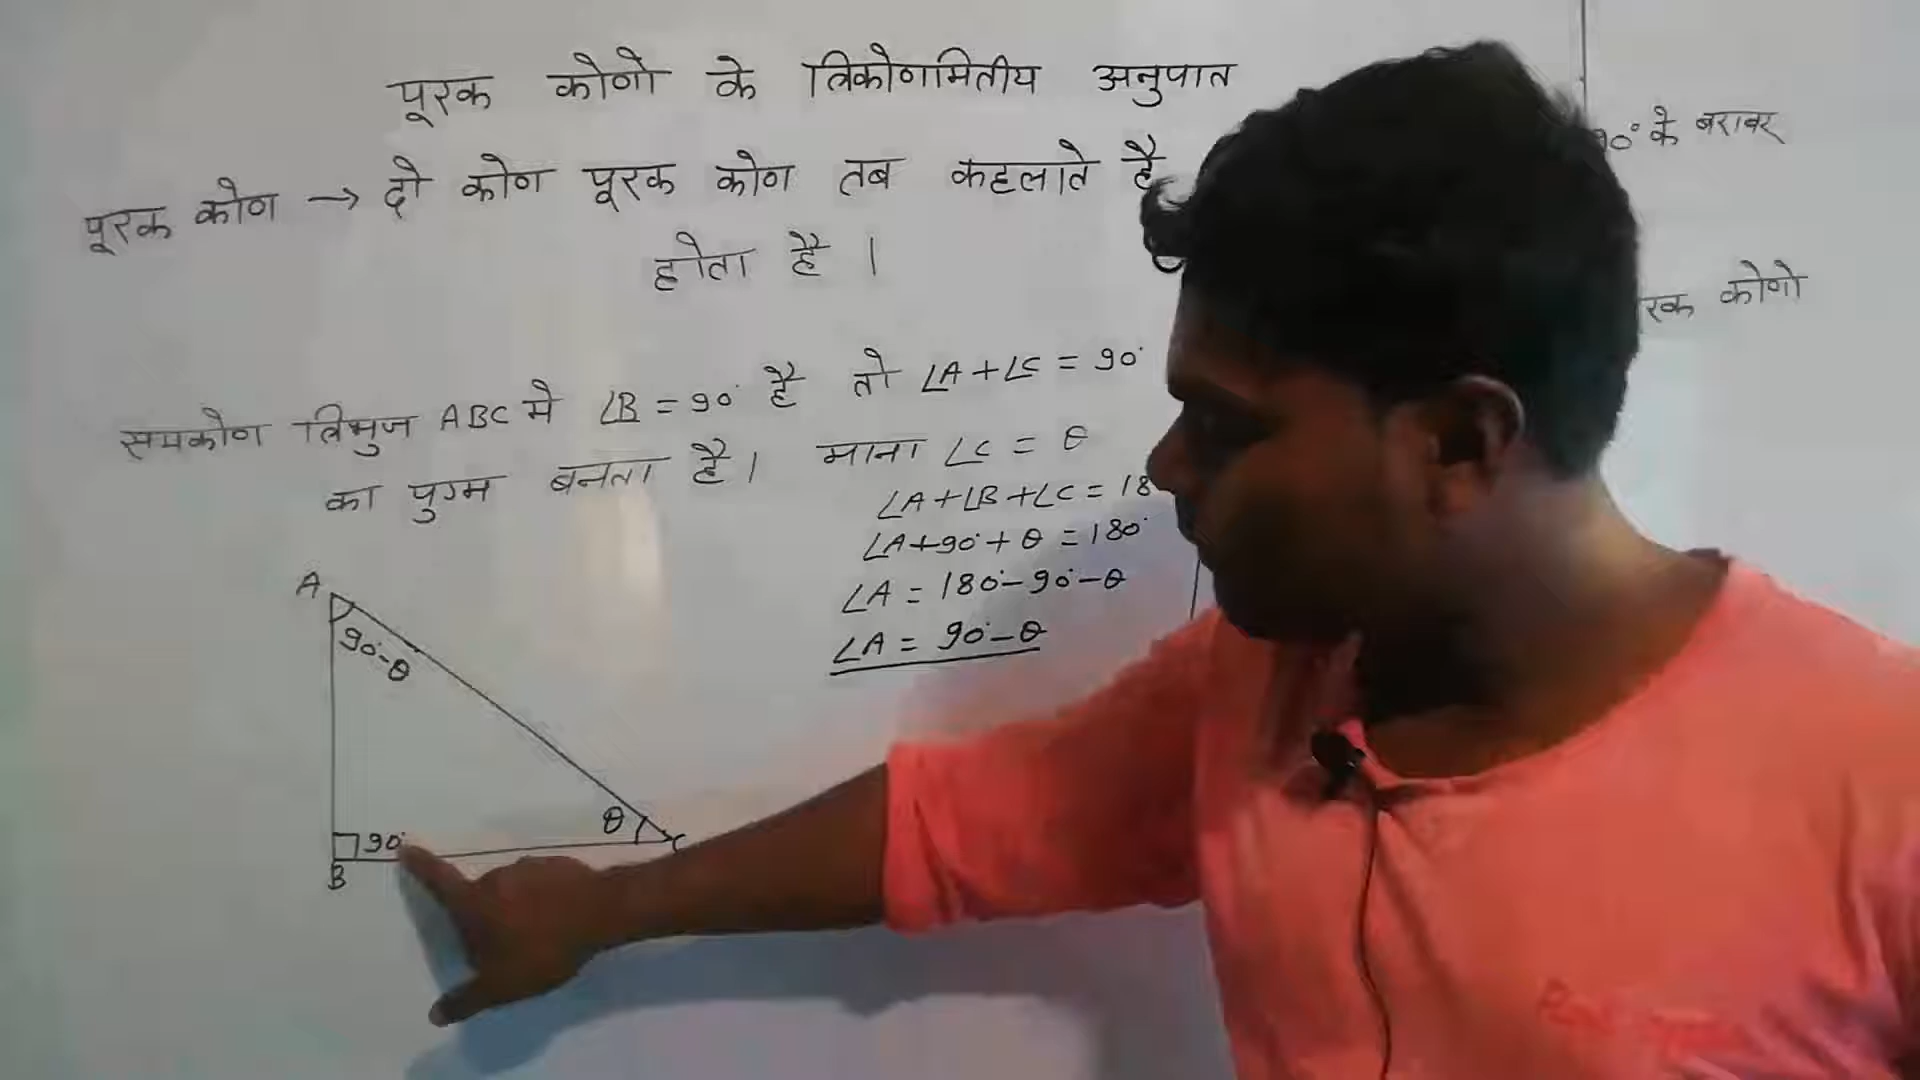 पूरक कोणो के त्रिकोणमितीय अनुपात
पूरक कोण → दो कोण पूरक कोण तब कहलाते है 90° के बराबर
होता है ।
समकोण त्रिभुज ABC मे ∠B = 90° है तो ∠A + ∠C = 90° रक कोणो
का युग्म बनता है । माना ∠C = θ
∠A + ∠B + ∠C = 18
∠A + 90° + θ = 180°
∠A = 180° - 90° - θ
∠A = 90° - θ
A
90° - θ
θ
C
90°
B